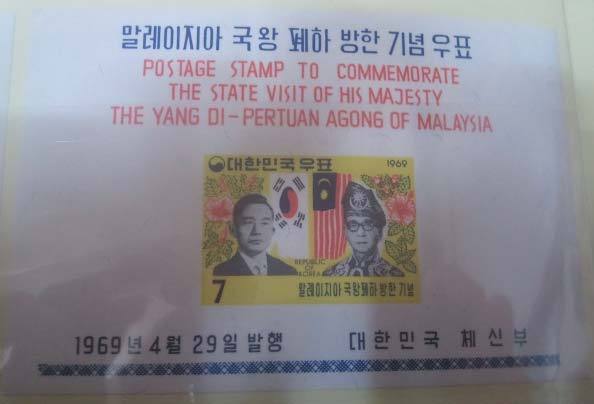 말레이지아 국왕 폐하 방한 기념 우표
POSTAGE STAMP TO COMMEMORATE
THE STATE VISIT OF HIS MAJESTY
THE YANG DI-PERTUAN AGONG OF MALAYSIA
대한민국우표 1969
REPUBLIC
OF
KOREA
7 말레이지아 국왕폐하 방한 기념
1969년 4월 29일 발행 대한민국 체신부